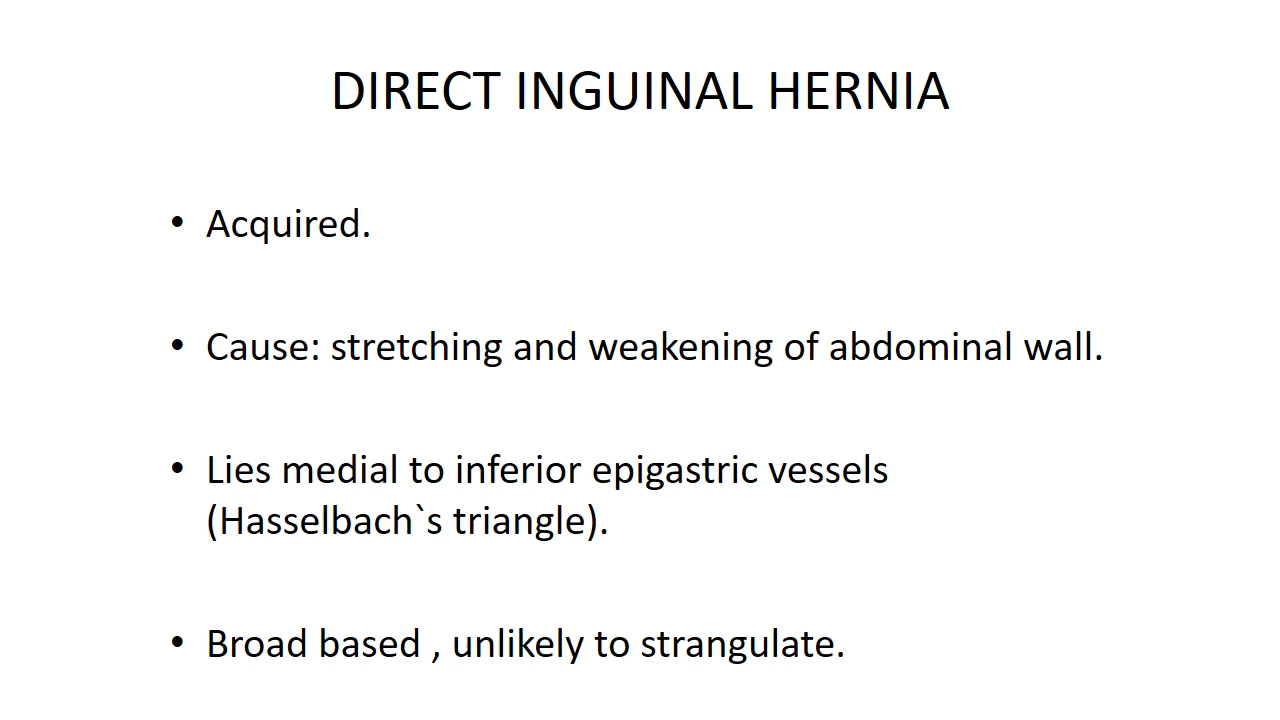 DIRECT INGUINAL HERNIA
• Acquired.
• Cause: stretching and weakening of abdominal wall.
• Lies medial to inferior epigastric vessels
(Hasselbach`s triangle).
• Broad based , unlikely to strangulate.